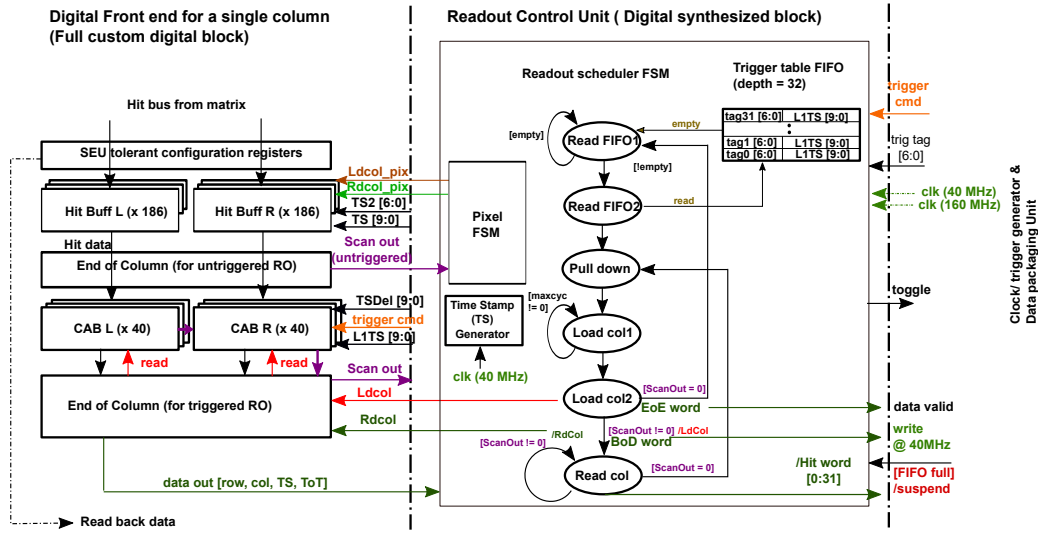 Digital Front end for a single column
(Full custom digital block)
Hit bus from matrix
SEU tolerant configuration registers
Hit Buff L (x 186)
Hit Buff R (x 186)
Hit data
End of Column (for untriggered RO)
CAB L (x 40)
CAB R (x 40)
read
read
End of Column (for triggered RO)
data out [row, col, TS, ToT]
Read back data
Ldcol_pix
Rdcol_pix
TS2 [6:0]
TS [9:0]
Scan out
(untriggered)
TSDel [9:0]
trigger cmd
L1TS [9:0]
Scan out
Ldcol
Rdcol
Readout Control Unit ( Digital synthesized block)
Pixel
FSM
Time Stamp
(TS)
Generator
clk (40 MHz)
Readout scheduler FSM
[empty]
Read FIFO1
empty
[!empty]
Read FIFO2
read
Pull down
[maxcyc
!= 0]
Load col1
Load col2
[ScanOut = 0]
EoE word
[ScanOut != 0] /LdCol
BoD word
/RdCol
[ScanOut != 0]
Read col
[ScanOut = 0]
/Hit word
[0:31]
Trigger table FIFO
(depth = 32)
tag31 [6:0] L1TS [9:0]
:
tag1 [6:0] L1TS [9:0]
tag0 [6:0] L1TS [9:0]
trigger
cmd
trig tag
[6:0]
clk (40 MHz)
clk (160 MHz)
toggle
data valid
write
@ 40MHz
[FIFO full]
/suspend
Clock/ trigger generator &
Data packaging Unit